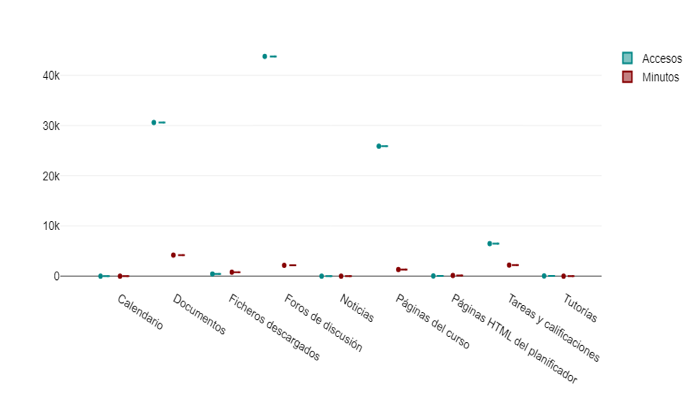 Accesos
Minutos
40k
30k
20k
10k
0
Calendario
Documentos
Ficheros descargados
Foros de discusión
Noticias
Páginas del curso
Páginas HTML del planificador
Tareas y calificaciones
Tutorías